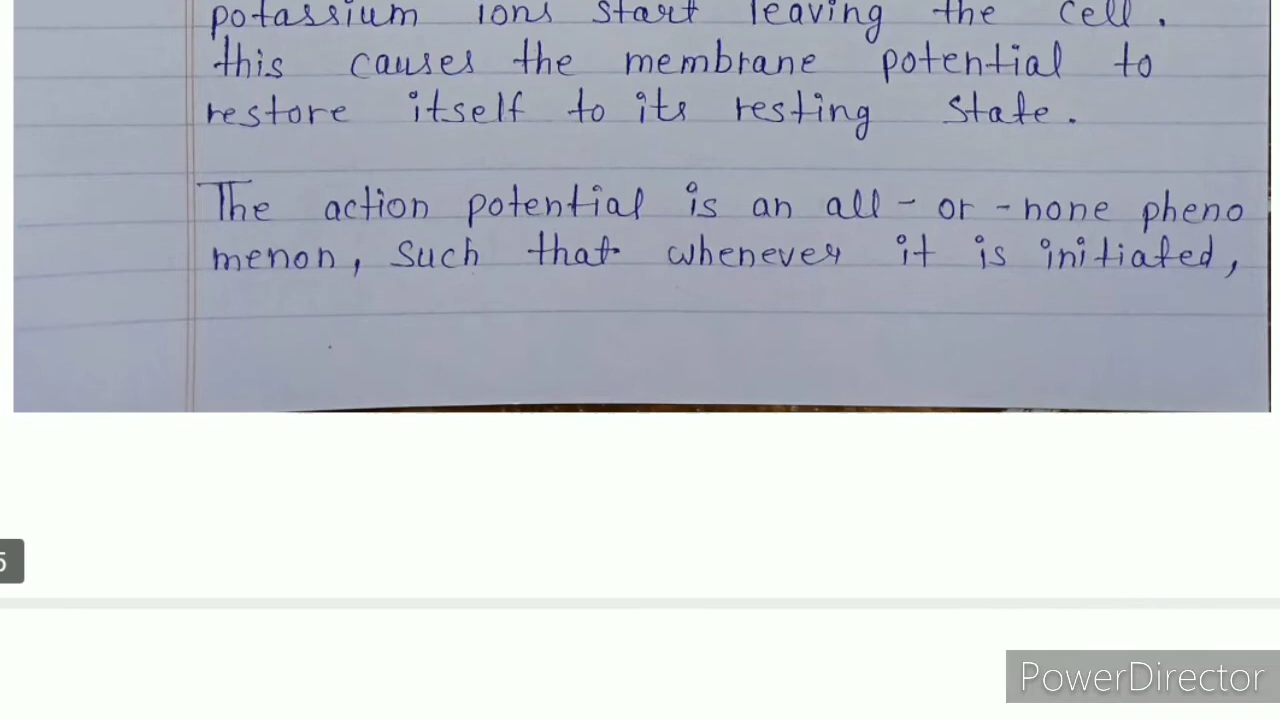 potassium ions start leaving the cell.
this causes the membrane potential to
restore itself to its resting state.
The action potential is an all-or-none pheno
menon, such that whenever it is initiated,
5
PowerDirector